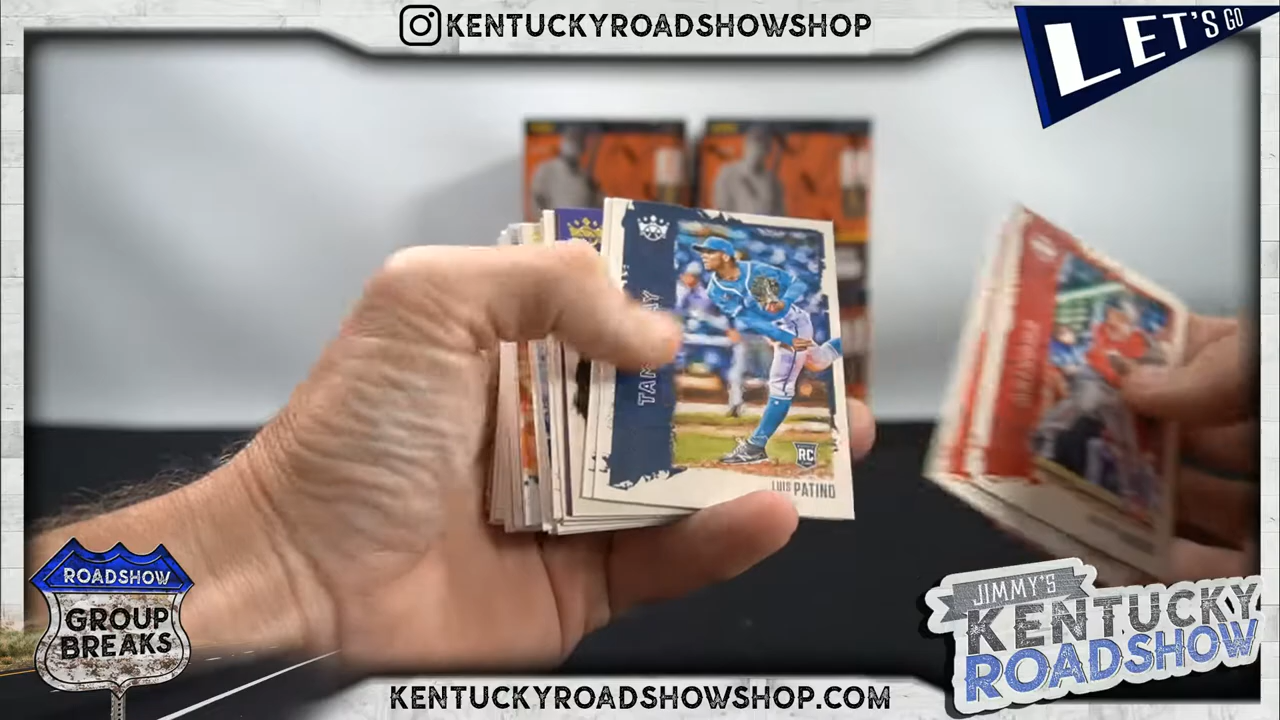 KENTUCKYROADSHOWSHOP
LET'S GO
RC
LUIS PATINO
ROADSHOW
GROUP
BREAKS
JIMMY'S
KENTUCKY
ROADSHOW
KENTUCKYROADSHOWSHOP.COM